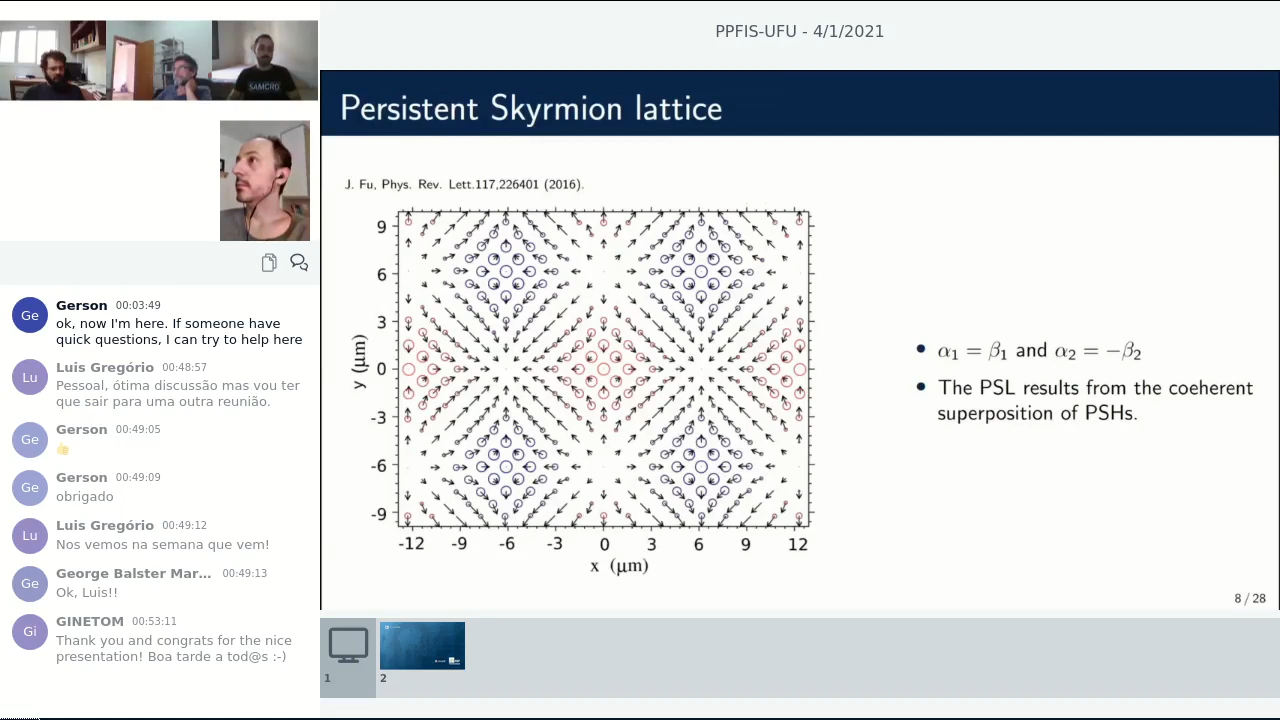 PPFIS-UFU - 4/1/2021
SAMCRO
Gerson 00:03:49
ok, now I'm here. If someone have
quick questions, I can try to help here
Luis Gregório 00:48:57
Pessoal, ótima discussão mas vou ter
que sair para uma outra reunião.
Gerson 00:49:05
👍
Gerson 00:49:09
obrigado
Luis Gregório 00:49:12
Nos vemos na semana que vem!
George Balster Mar... 00:49:13
Ok, Luis!!
GINETOM 00:53:11
Thank you and congrats for the nice
presentation! Boa tarde a tod@s :-)
Ge
Lu
Ge
Ge
Lu
Ge
Gi
Persistent Skyrmion lattice
J. Fu, Phys. Rev. Lett.117,226401 (2016).
9
6
3
0
-3
-6
-9
y (μm)
-12 -9 -6 -3 0 3 6 9 12
x (μm)
• α₁ = β₁ and α₂ = −β₂
• The PSL results from the coeherent
superposition of PSHs.
8 / 28
1
2